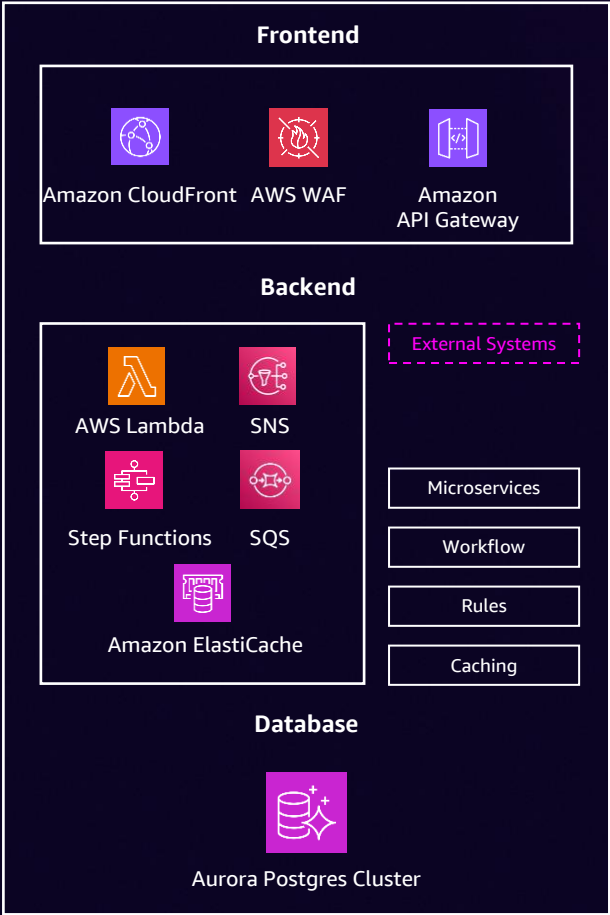 Frontend
Amazon CloudFront
AWS WAF
Amazon
API Gateway
Backend
External Systems
AWS Lambda
SNS
Microservices
Step Functions
SQS
Workflow
Rules
Amazon ElastiCache
Caching
Database
Aurora Postgres Cluster